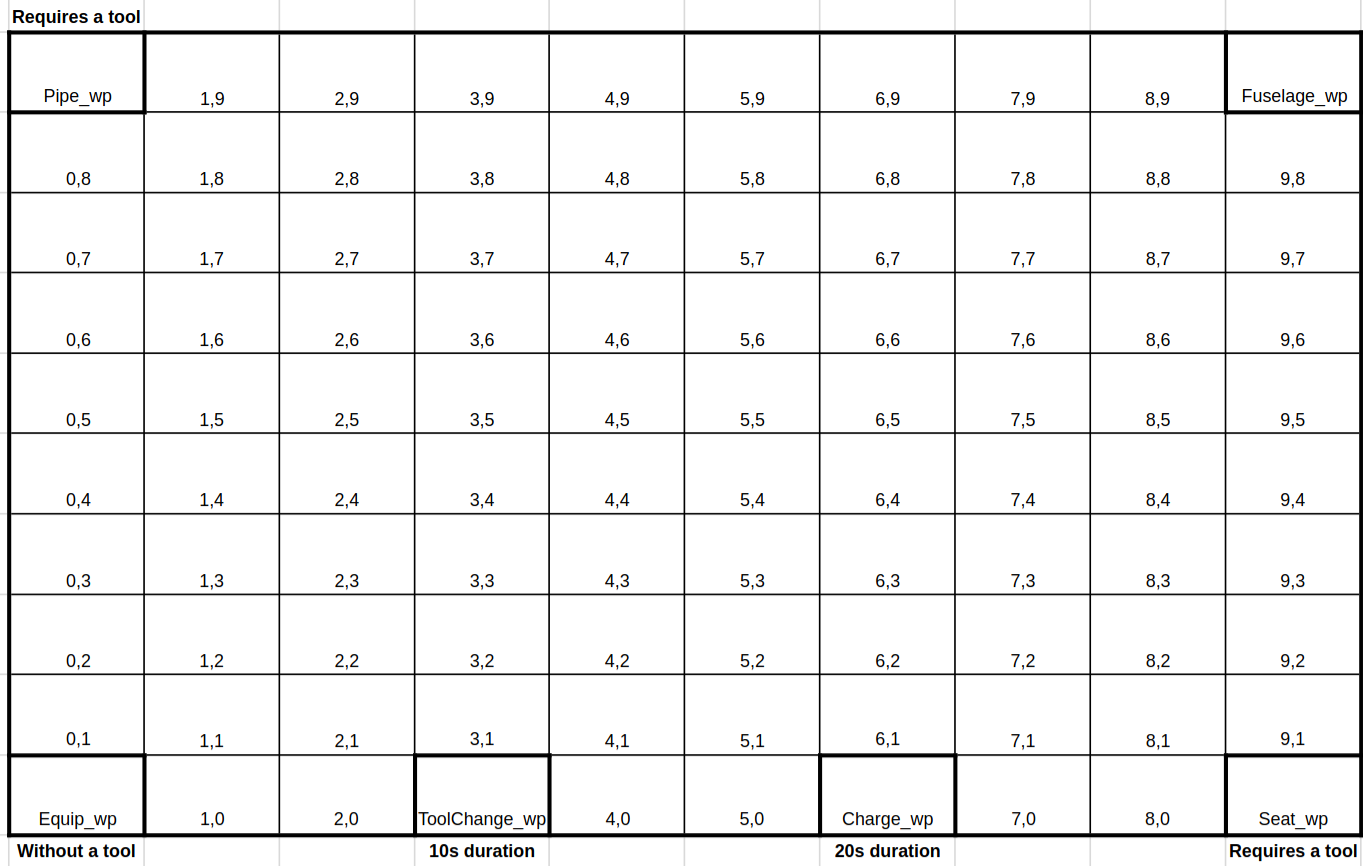 Requires a tool
Pipe_wp 1,9 2,9 3,9 4,9 5,9 6,9 7,9 8,9 Fuselage_wp
0,8 1,8 2,8 3,8 4,8 5,8 6,8 7,8 8,8 9,8
0,7 1,7 2,7 3,7 4,7 5,7 6,7 7,7 8,7 9,7
0,6 1,6 2,6 3,6 4,6 5,6 6,6 7,6 8,6 9,6
0,5 1,5 2,5 3,5 4,5 5,5 6,5 7,5 8,5 9,5
0,4 1,4 2,4 3,4 4,4 5,4 6,4 7,4 8,4 9,4
0,3 1,3 2,3 3,3 4,3 5,3 6,3 7,3 8,3 9,3
0,2 1,2 2,2 3,2 4,2 5,2 6,2 7,2 8,2 9,2
0,1 1,1 2,1 3,1 4,1 5,1 6,1 7,1 8,1 9,1
Equip_wp 1,0 2,0 ToolChange_wp 4,0 5,0 Charge_wp 7,0 8,0 Seat_wp
Without a tool 10s duration 20s duration Requires a tool